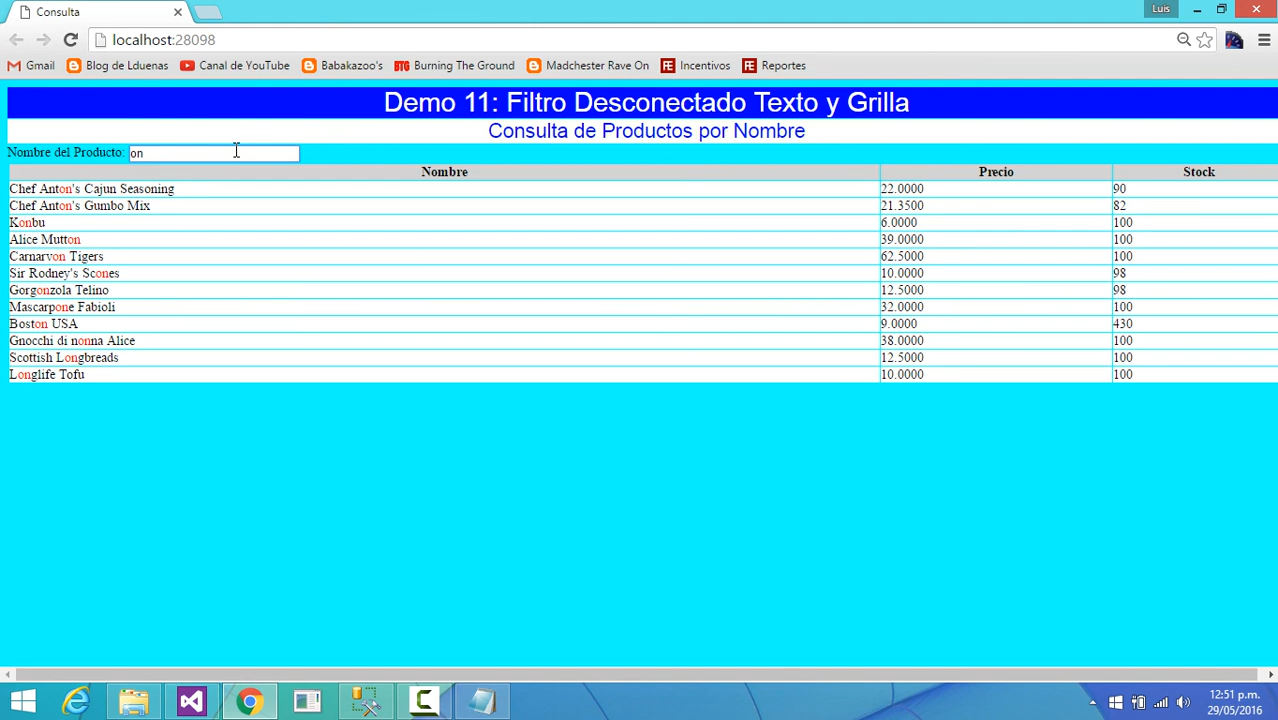 Consulta
Luis
localhost:28098
Gmail Blog de Lduenas Canal de YouTube Babakazoo's BTG Burning The Ground Madchester Rave On FE Incentivos FE Reportes
Demo 11: Filtro Desconectado Texto y Grilla
Consulta de Productos por Nombre
Nombre del Producto: on
Nombre Precio Stock
Chef Anton's Cajun Seasoning 22.0000 90
Chef Anton's Gumbo Mix 21.3500 82
Konbu 6.0000 100
Alice Mutton 39.0000 100
Carnarvon Tigers 62.5000 100
Sir Rodney's Scones 10.0000 98
Gorgonzola Telino 12.5000 98
Mascarpone Fabioli 32.0000 100
Boston USA 9.0000 430
Gnocchi di nonna Alice 38.0000 100
Scottish Longbreads 12.5000 100
Longlife Tofu 10.0000 100
12:51 p.m.
29/05/2016